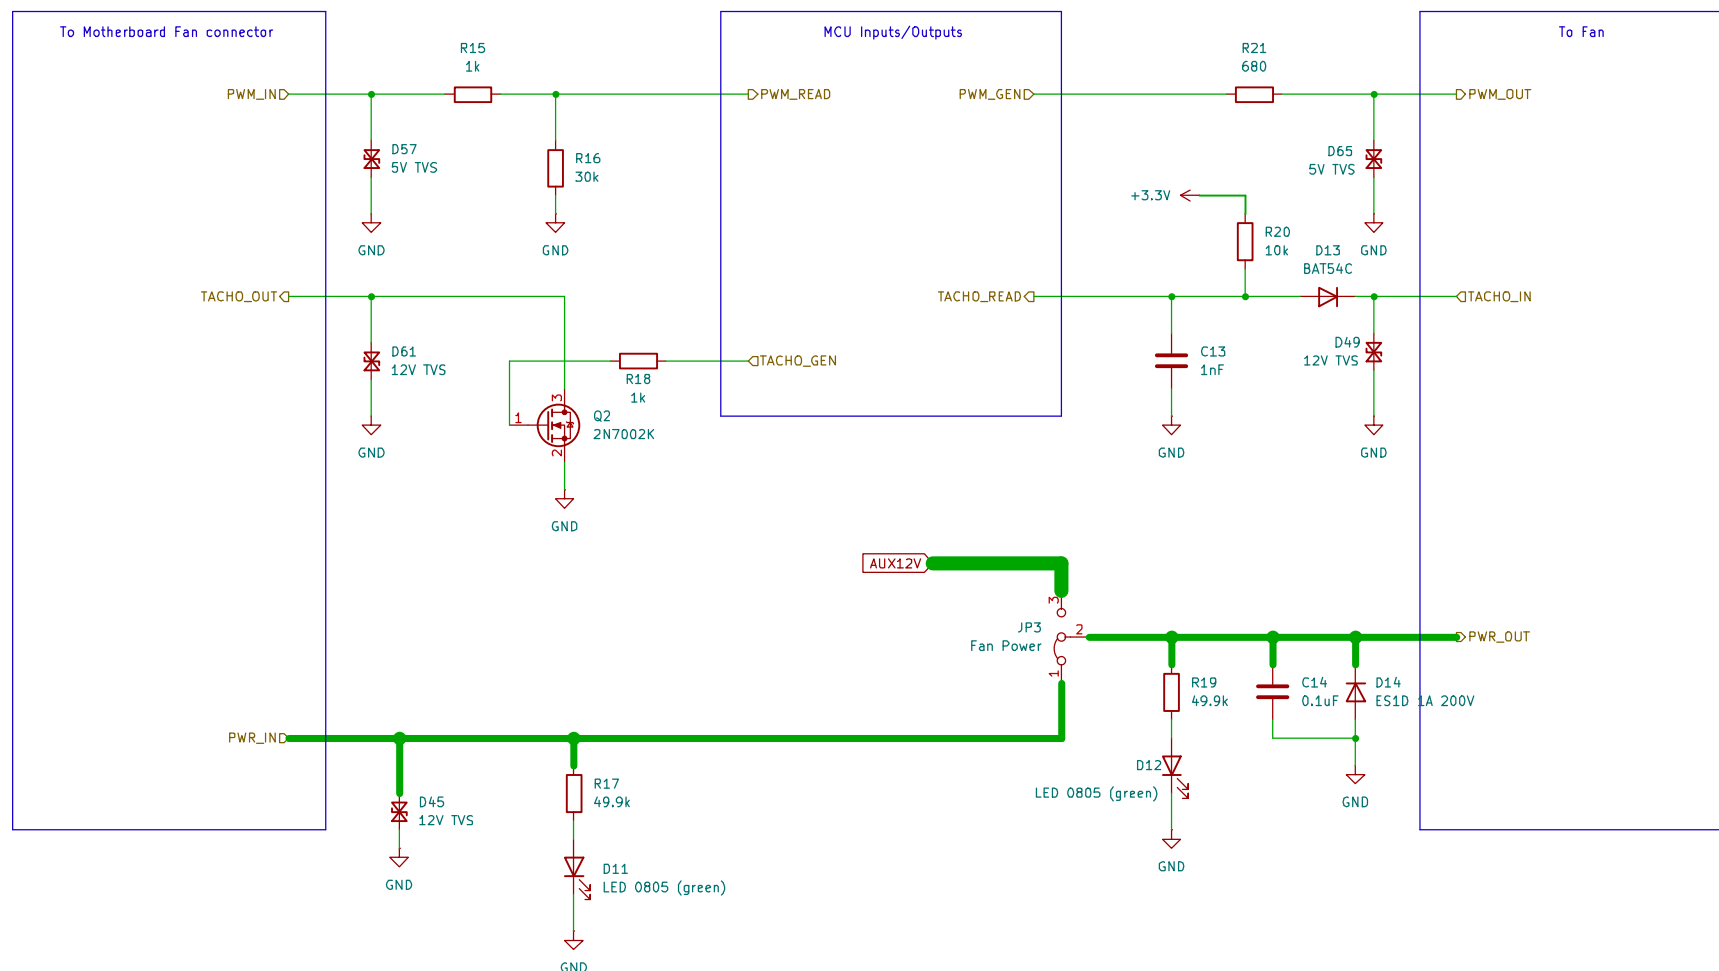 To Motherboard Fan connector
MCU Inputs/Outputs
To Fan
R15
1k
R21
680
PWM_IN
PWM_READ
PWM_GEN
PWM_OUT
D57
5V TVS
R16
30k
D65
5V TVS
+3.3V
R20
10k
GND
GND
GND
D13
BAT54C
TACHO_OUT
TACHO_READ
TACHO_IN
D61
12V TVS
TACHO_GEN
R18
1k
C13
1nF
D49
12V TVS
3
1
2
Q2
2N7002K
GND
GND
GND
GND
AUX12V
3
JP3
Fan Power
2
1
PWR_OUT
R19
49.9k
C14
0.1uF
D14
ES1D 1A 200V
PWR_IN
D12
LED 0805 (green)
R17
49.9k
D45
12V TVS
GND
GND
D11
LED 0805 (green)
GND
GND